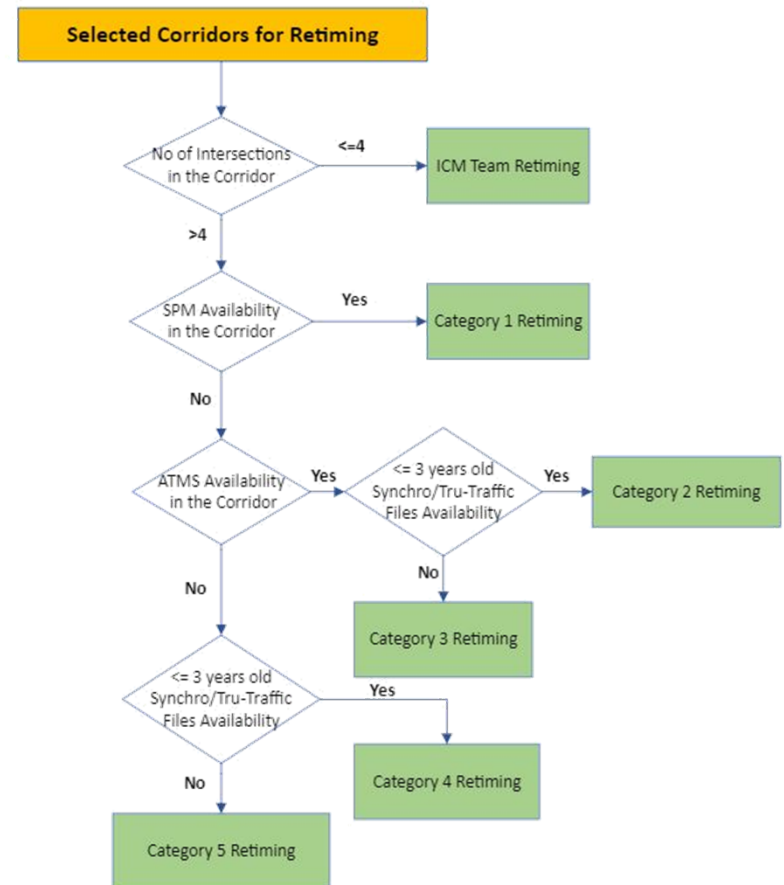 Selected Corridors for Retiming
No of Intersections
in the Corridor
<=4
ICM Team Retiming
>4
SPM Availability
in the Corridor
Yes
Category 1 Retiming
No
ATMS Availability
in the Corridor
Yes
<= 3 years old
Synchro/Tru-Traffic
Files Availability
Yes
Category 2 Retiming
No
Category 3 Retiming
No
<= 3 years old
Synchro/Tru-Traffic
Files Availability
Yes
Category 4 Retiming
No
Category 5 Retiming